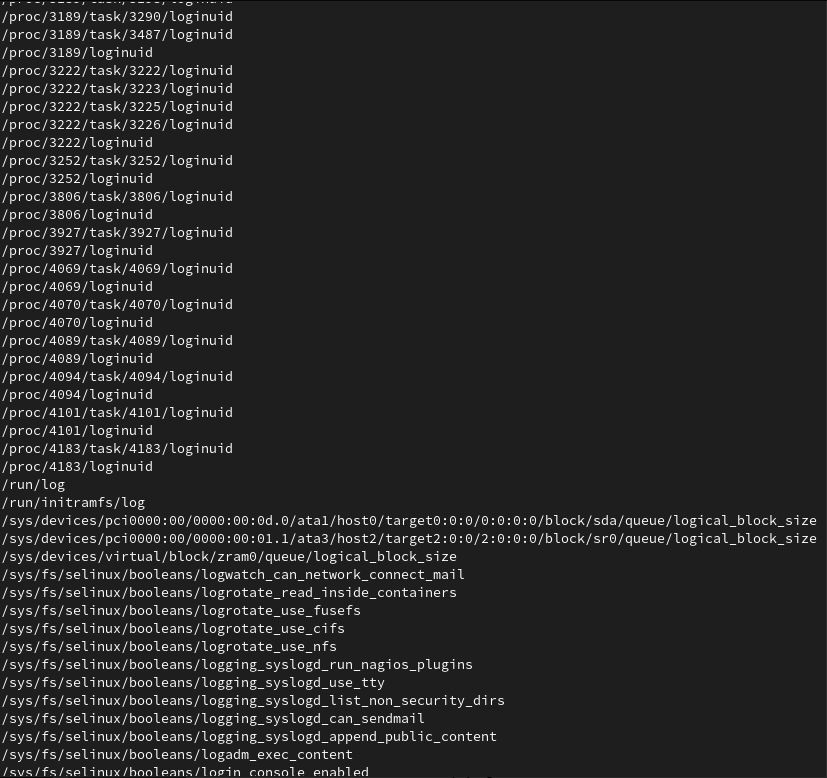 /proc/3189/task/3290/loginuid
/proc/3189/task/3487/loginuid
/proc/3189/loginuid
/proc/3222/task/3222/loginuid
/proc/3222/task/3223/loginuid
/proc/3222/task/3225/loginuid
/proc/3222/task/3226/loginuid
/proc/3222/loginuid
/proc/3252/task/3252/loginuid
/proc/3252/loginuid
/proc/3806/task/3806/loginuid
/proc/3806/loginuid
/proc/3927/task/3927/loginuid
/proc/3927/loginuid
/proc/4069/task/4069/loginuid
/proc/4069/loginuid
/proc/4070/task/4070/loginuid
/proc/4070/loginuid
/proc/4089/task/4089/loginuid
/proc/4089/loginuid
/proc/4094/task/4094/loginuid
/proc/4094/loginuid
/proc/4101/task/4101/loginuid
/proc/4101/loginuid
/proc/4183/task/4183/loginuid
/proc/4183/loginuid
/run/log
/run/initramfs/log
/sys/devices/pci0000:00/0000:00:0d.0/ata1/host0/target0:0:0/0:0:0:0/block/sda/queue/logical_block_size
/sys/devices/pci0000:00/0000:00:01.1/ata3/host2/target2:0:0/2:0:0:0/block/sr0/queue/logical_block_size
/sys/devices/virtual/block/zram0/queue/logical_block_size
/sys/fs/selinux/booleans/logwatch_can_network_connect_mail
/sys/fs/selinux/booleans/logrotate_read_inside_containers
/sys/fs/selinux/booleans/logrotate_use_fusefs
/sys/fs/selinux/booleans/logrotate_use_cifs
/sys/fs/selinux/booleans/logrotate_use_nfs
/sys/fs/selinux/booleans/logging_syslogd_run_nagios_plugins
/sys/fs/selinux/booleans/logging_syslogd_use_tty
/sys/fs/selinux/booleans/logging_syslogd_list_non_security_dirs
/sys/fs/selinux/booleans/logging_syslogd_can_sendmail
/sys/fs/selinux/booleans/logging_syslogd_append_public_content
/sys/fs/selinux/booleans/logadm_exec_content
/sys/fs/selinux/booleans/login_console_enabled